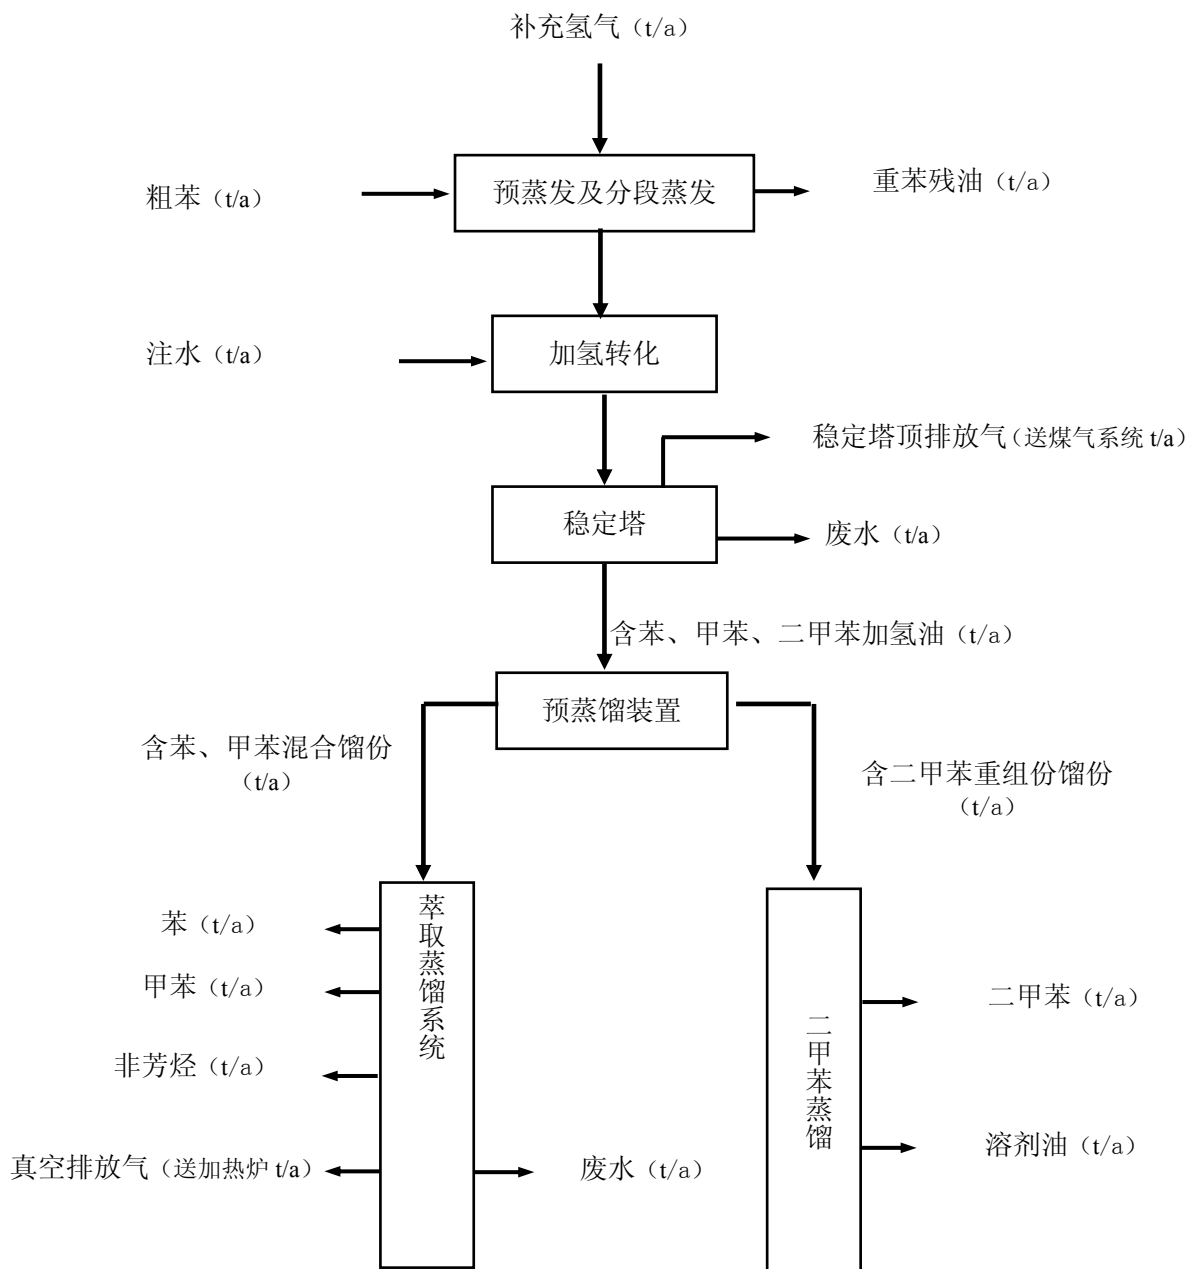 补充氢气（t/a）
粗苯（t/a）
预蒸发及分段蒸发
重苯残油（t/a）
注水（t/a）
加氢转化
稳定塔顶排放气（送煤气系统 t/a）
稳定塔
废水（t/a）
含苯、甲苯、二甲苯加氢油（t/a）
预蒸馏装置
含苯、甲苯混合馏份
（t/a）
含二甲苯重组份馏份
（t/a）
萃取蒸馏系统
苯（t/a）
甲苯（t/a）
非芳烃（t/a）
真空排放气（送加热炉 t/a）
废水（t/a）
二甲苯蒸馏
二甲苯（t/a）
溶剂油（t/a）